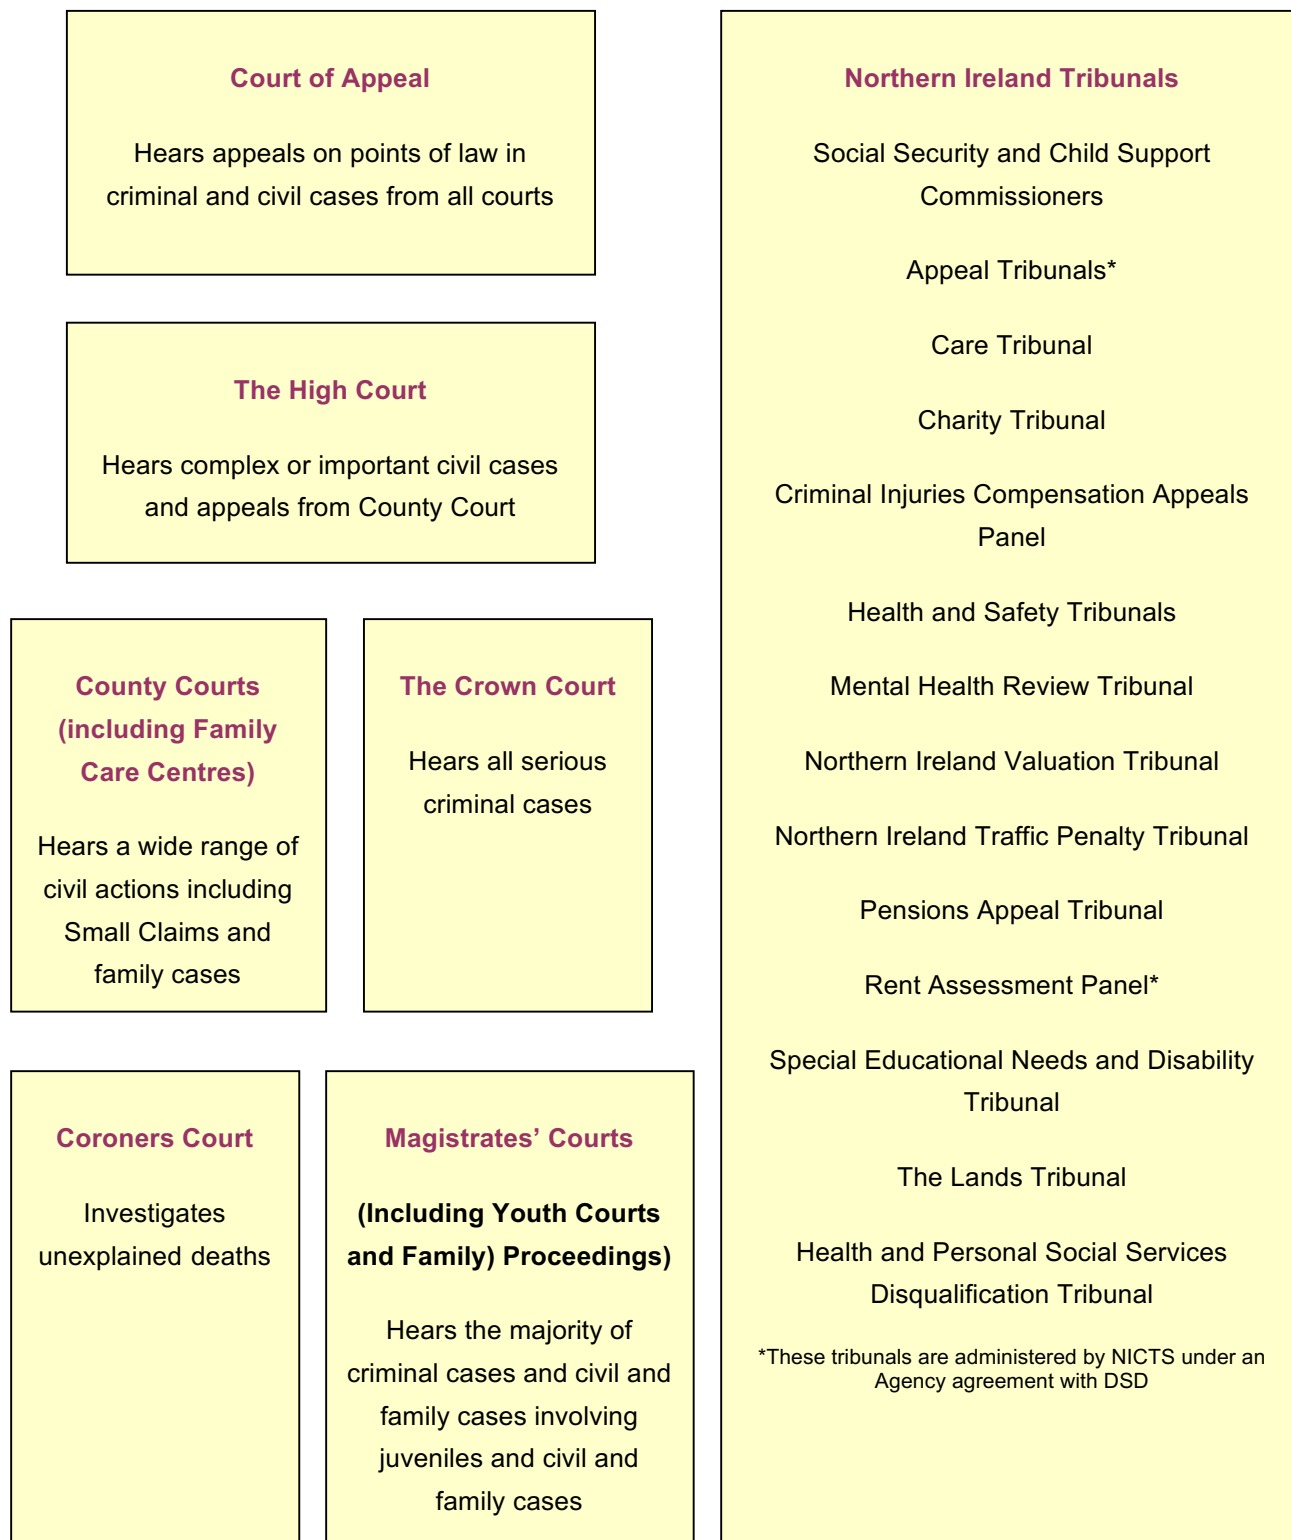 Court of Appeal
Hears appeals on points of law in
criminal and civil cases from all courts
The High Court
Hears complex or important civil cases
and appeals from County Court
County Courts
(including Family
Care Centres)
Hears a wide range of
civil actions including
Small Claims and
family cases
The Crown Court
Hears all serious
criminal cases
Coroners Court
Investigates
unexplained deaths
Magistrates’ Courts
(Including Youth Courts
and Family) Proceedings)
Hears the majority of
criminal cases and civil and
family cases involving
juveniles and civil and
family cases
Northern Ireland Tribunals
Social Security and Child Support
Commissioners
Appeal Tribunals*
Care Tribunal
Charity Tribunal
Criminal Injuries Compensation Appeals
Panel
Health and Safety Tribunals
Mental Health Review Tribunal
Northern Ireland Valuation Tribunal
Northern Ireland Traffic Penalty Tribunal
Pensions Appeal Tribunal
Rent Assessment Panel*
Special Educational Needs and Disability
Tribunal
The Lands Tribunal
Health and Personal Social Services
Disqualification Tribunal
*These tribunals are administered by NICTS under an
Agency agreement with DSD